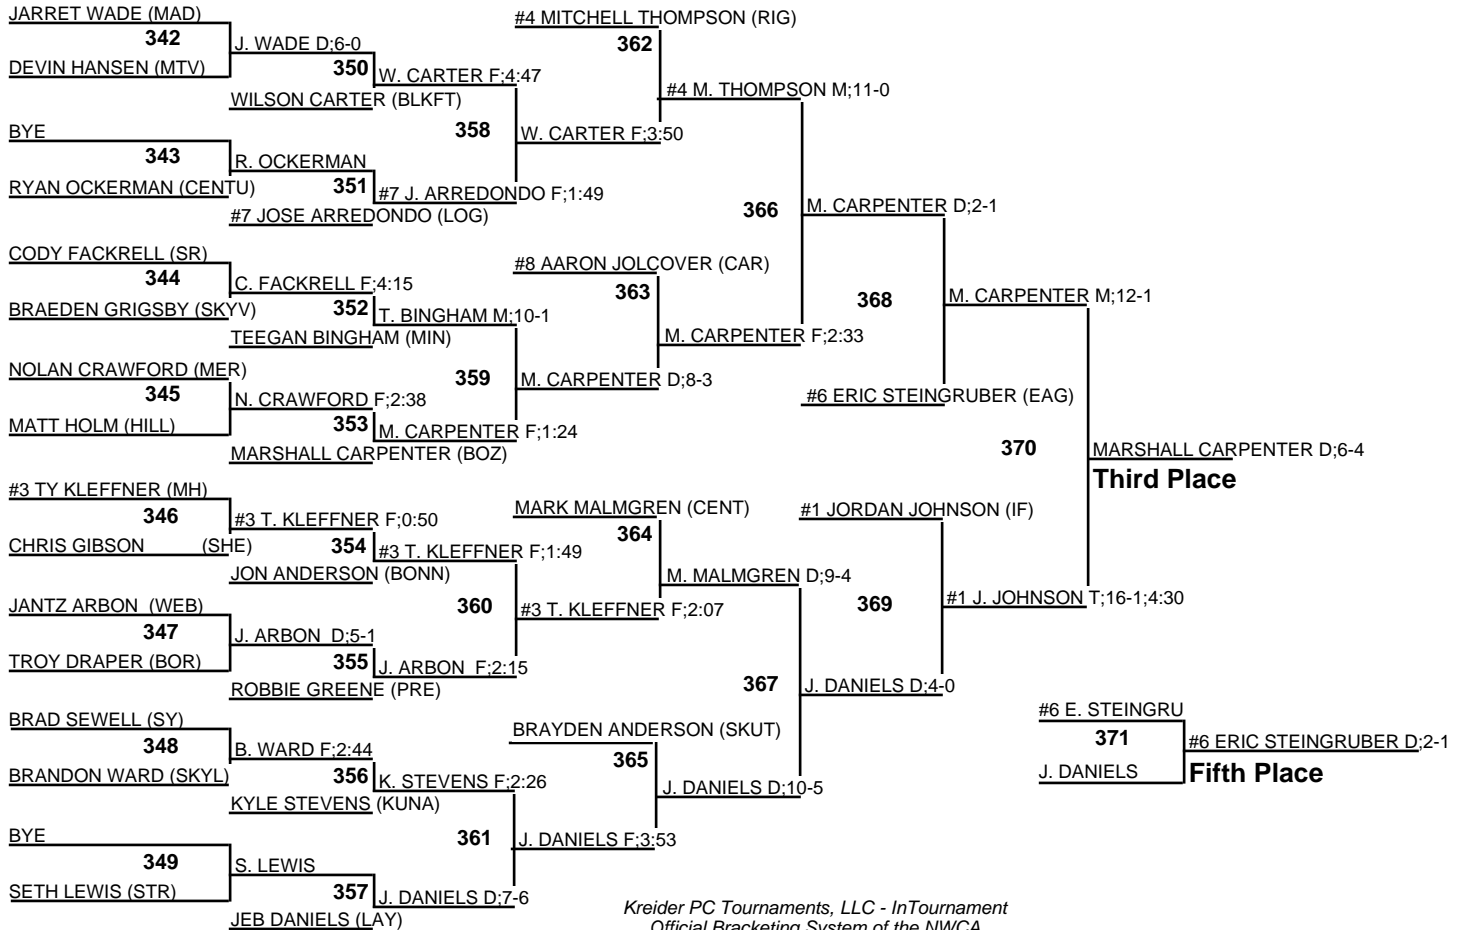 JARRET WADE (MAD)
342
DEVIN HANSEN (MTV)
J. WADE D;6-0
350
WILSON CARTER (BLKFT)
W. CARTER F;4:47
358
BYE
343
RYAN OCKERMAN (CENTU)
R. OCKERMAN
351
#7 JOSE ARREDONDO (LOG)
#7 J. ARREDONDO F;1:49
W. CARTER F;3:50
#4 MITCHELL THOMPSON (RIG)
362
#4 M. THOMPSON M;11-0
CODY FACKRELL (SR)
344
BRAEDEN GRIGSBY (SKYV)
C. FACKRELL F;4:15
352
TEEGAN BINGHAM (MIN)
T. BINGHAM M;10-1
359
NOLAN CRAWFORD (MER)
345
MATT HOLM (HILL)
N. CRAWFORD F;2:38
353
MARSHALL CARPENTER (BOZ)
M. CARPENTER F;1:24
M. CARPENTER D;8-3
#8 AARON JOLCOVER (CAR)
363
M. CARPENTER F;2:33
366
M. CARPENTER D;2-1
368
#6 ERIC STEINGRUBER (EAG)
M. CARPENTER M;12-1
370
MARSHALL CARPENTER D;6-4
Third Place
#3 TY KLEFFNER (MH)
346
CHRIS GIBSON (SHE)
#3 T. KLEFFNER F;0:50
354
JON ANDERSON (BONN)
#3 T. KLEFFNER F;1:49
360
JANTZ ARBON (WEB)
347
TROY DRAPER (BOR)
J. ARBON D;5-1
355
ROBBIE GREENE (PRE)
J. ARBON F;2:15
#3 T. KLEFFNER F;2:07
MARK MALMGREN (CENT)
364
M. MALMGREN D;9-4
367
BRAD SEWELL (SY)
348
BRANDON WARD (SKYL)
B. WARD F;2:44
356
KYLE STEVENS (KUNA)
K. STEVENS F;2:26
361
BYE
349
SETH LEWIS (STR)
S. LEWIS
357
JEB DANIELS (LAY)
J. DANIELS D;7-6
J. DANIELS F;3:53
BRAYDEN ANDERSON (SKUT)
365
J. DANIELS D;10-5
J. DANIELS D;4-0
#1 JORDAN JOHNSON (IF)
369
#1 J. JOHNSON T;16-1;4:30
#6 E. STEINGRU
371
J. DANIELS
#6 ERIC STEINGRUBER D;2-1
Fifth Place
Kreider PC Tournaments, LLC - InTournament
Official Bracketing System of the NWCA